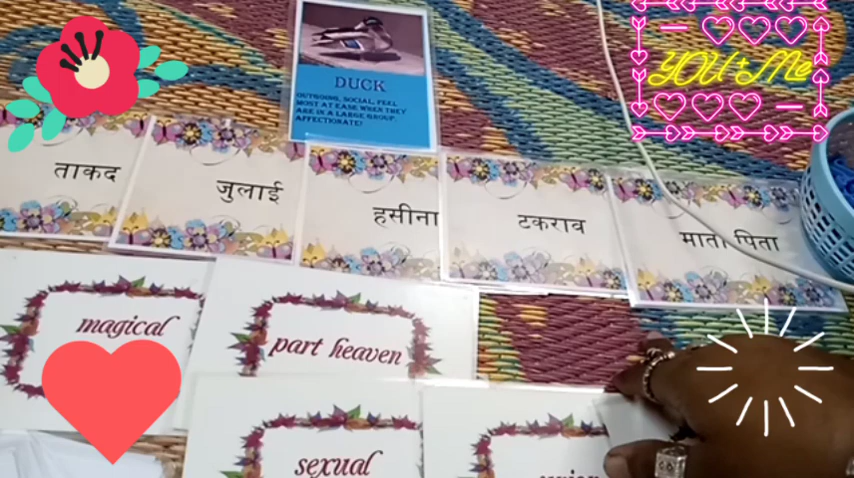 YOU+Me
DUCK
OUTGOING, SOCIAL, FEEL
MOST AT EASE WHEN THEY
ARE IN A LARGE GROUP.
AFFECTIONATE!
ताकद
जुलाई
हसीना
टकराव
माता पिता
magical
part heaven
sexual